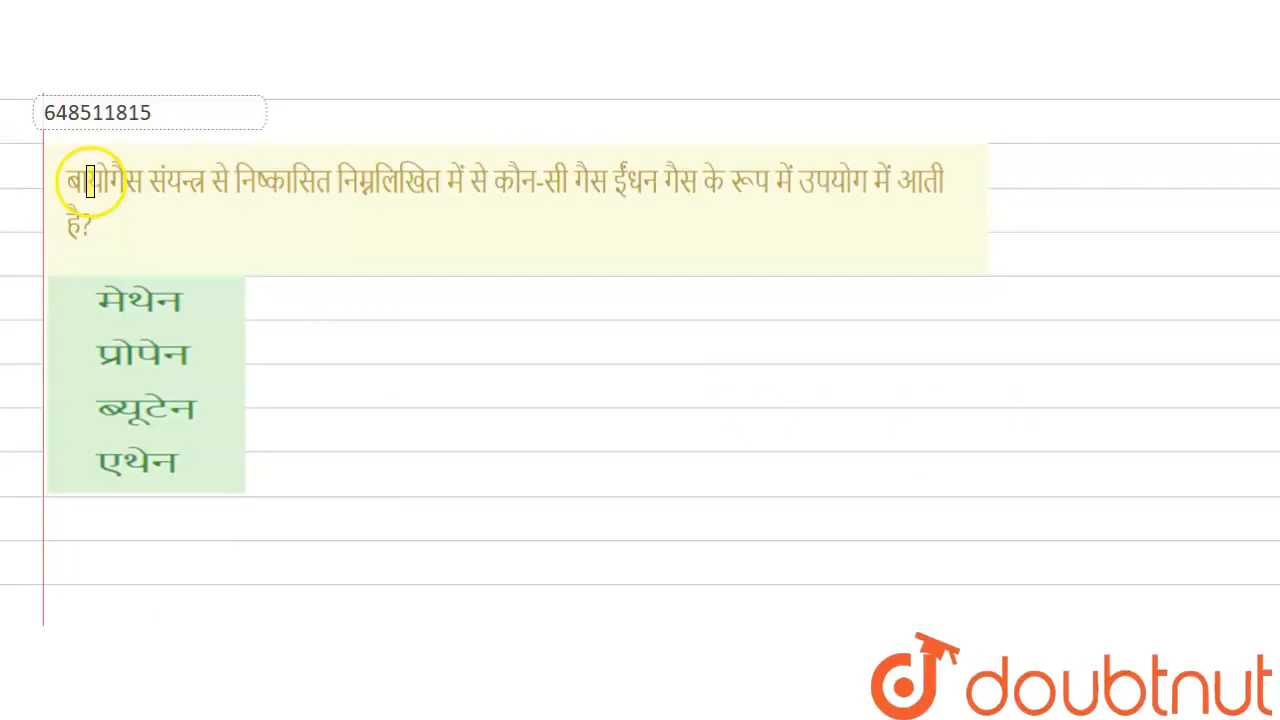 648511815
बायोगैस संयन्त्र से निष्कासित निम्नलिखित में से कौन-सी गैस ईंधन गैस के रूप में उपयोग में आती
है?
मेथेन
प्रोपेन
ब्यूटेन
एथेन
doubtnut